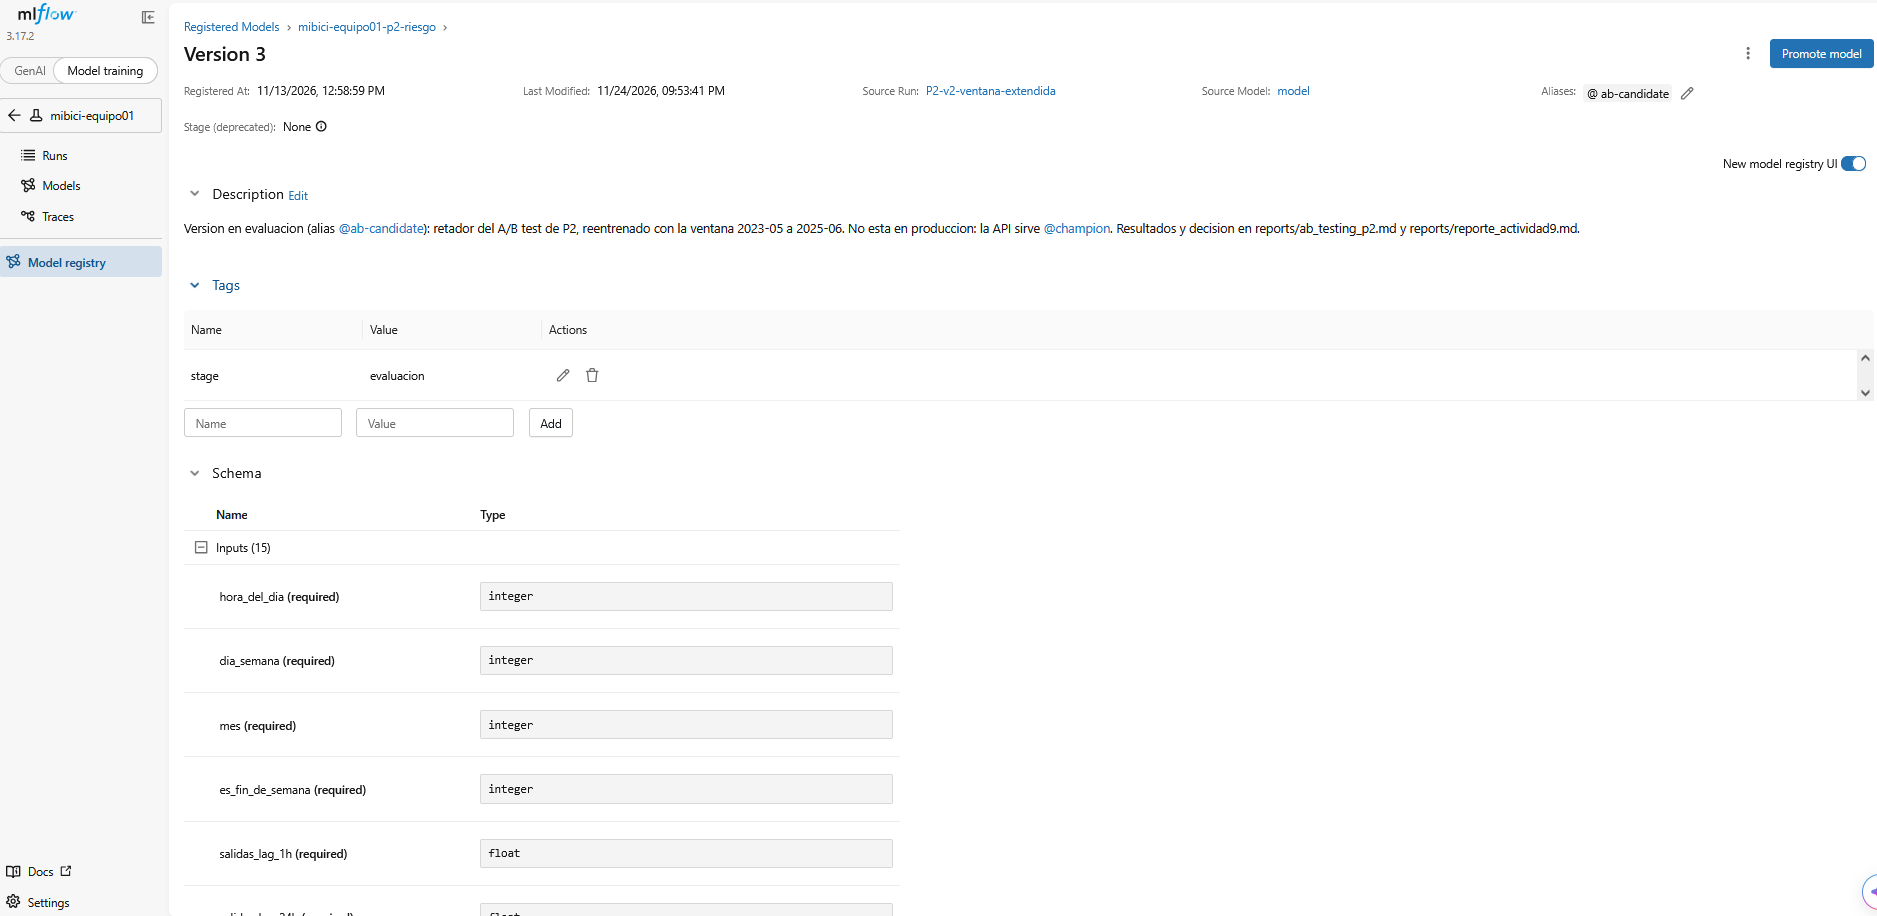 mlflow
3.17.2
GenAI Model training
mibici-equipo01
Runs
Models
Traces
Model registry
Docs
Settings
Registered Models › mibici-equipo01-p2-riesgo ›
Version 3
Promote model
Registered At: 11/13/2026, 12:58:59 PM Last Modified: 11/24/2026, 09:53:41 PM Source Run: P2-v2-ventana-extendida Source Model: model Aliases: @ ab-candidate
Stage (deprecated): None
New model registry UI
Description Edit
Version en evaluacion (alias @ab-candidate): retador del A/B test de P2, reentrenado con la ventana 2023-05 a 2025-06. No esta en produccion: la API sirve @champion. Resultados y decision en reports/ab_testing_p2.md y reports/reporte_actividad9.md.
Tags
Name Value Actions
stage evaluacion
Name Value Add
Schema
Name Type
Inputs (15)
hora_del_dia (required) integer
dia_semana (required) integer
mes (required) integer
es_fin_de_semana (required) integer
salidas_lag_1h (required) float